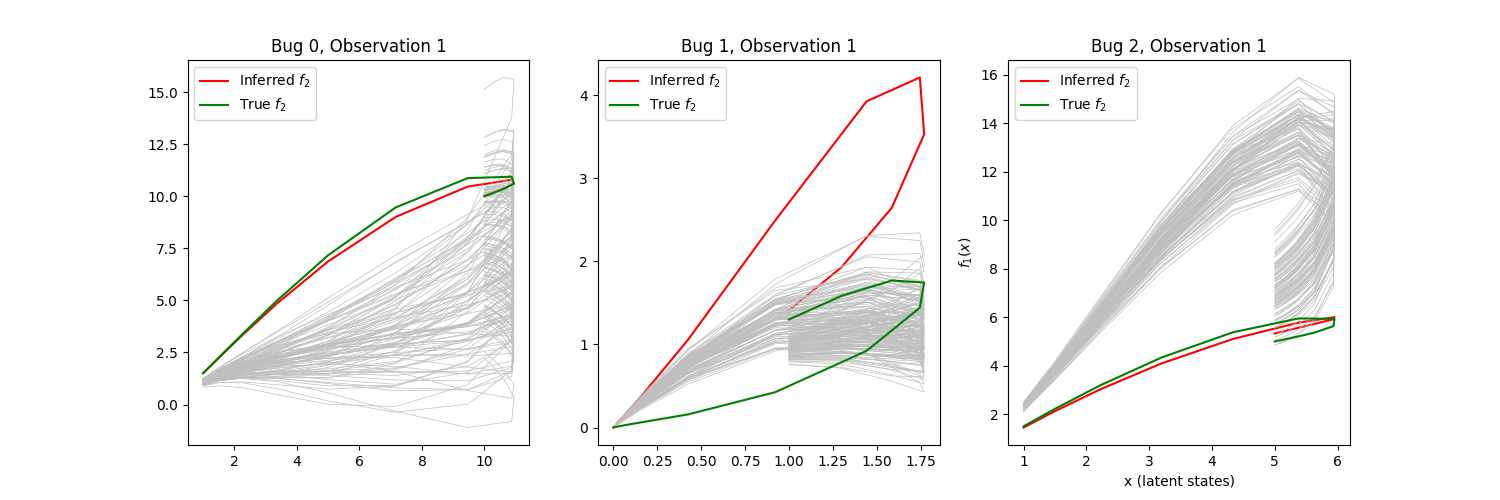 Bug 0, Observation 1
Inferred f₂
True f₂
15.0
12.5
10.0
7.5
5.0
2.5
0.0
2 4 6 8 10
Bug 1, Observation 1
Inferred f₂
True f₂
4
3
2
1
0
0.00 0.25 0.50 0.75 1.00 1.25 1.50 1.75
Bug 2, Observation 1
Inferred f₂
True f₂
f₁(x)
16
14
12
10
8
6
4
2
1 2 3 4 5 6
x (latent states)